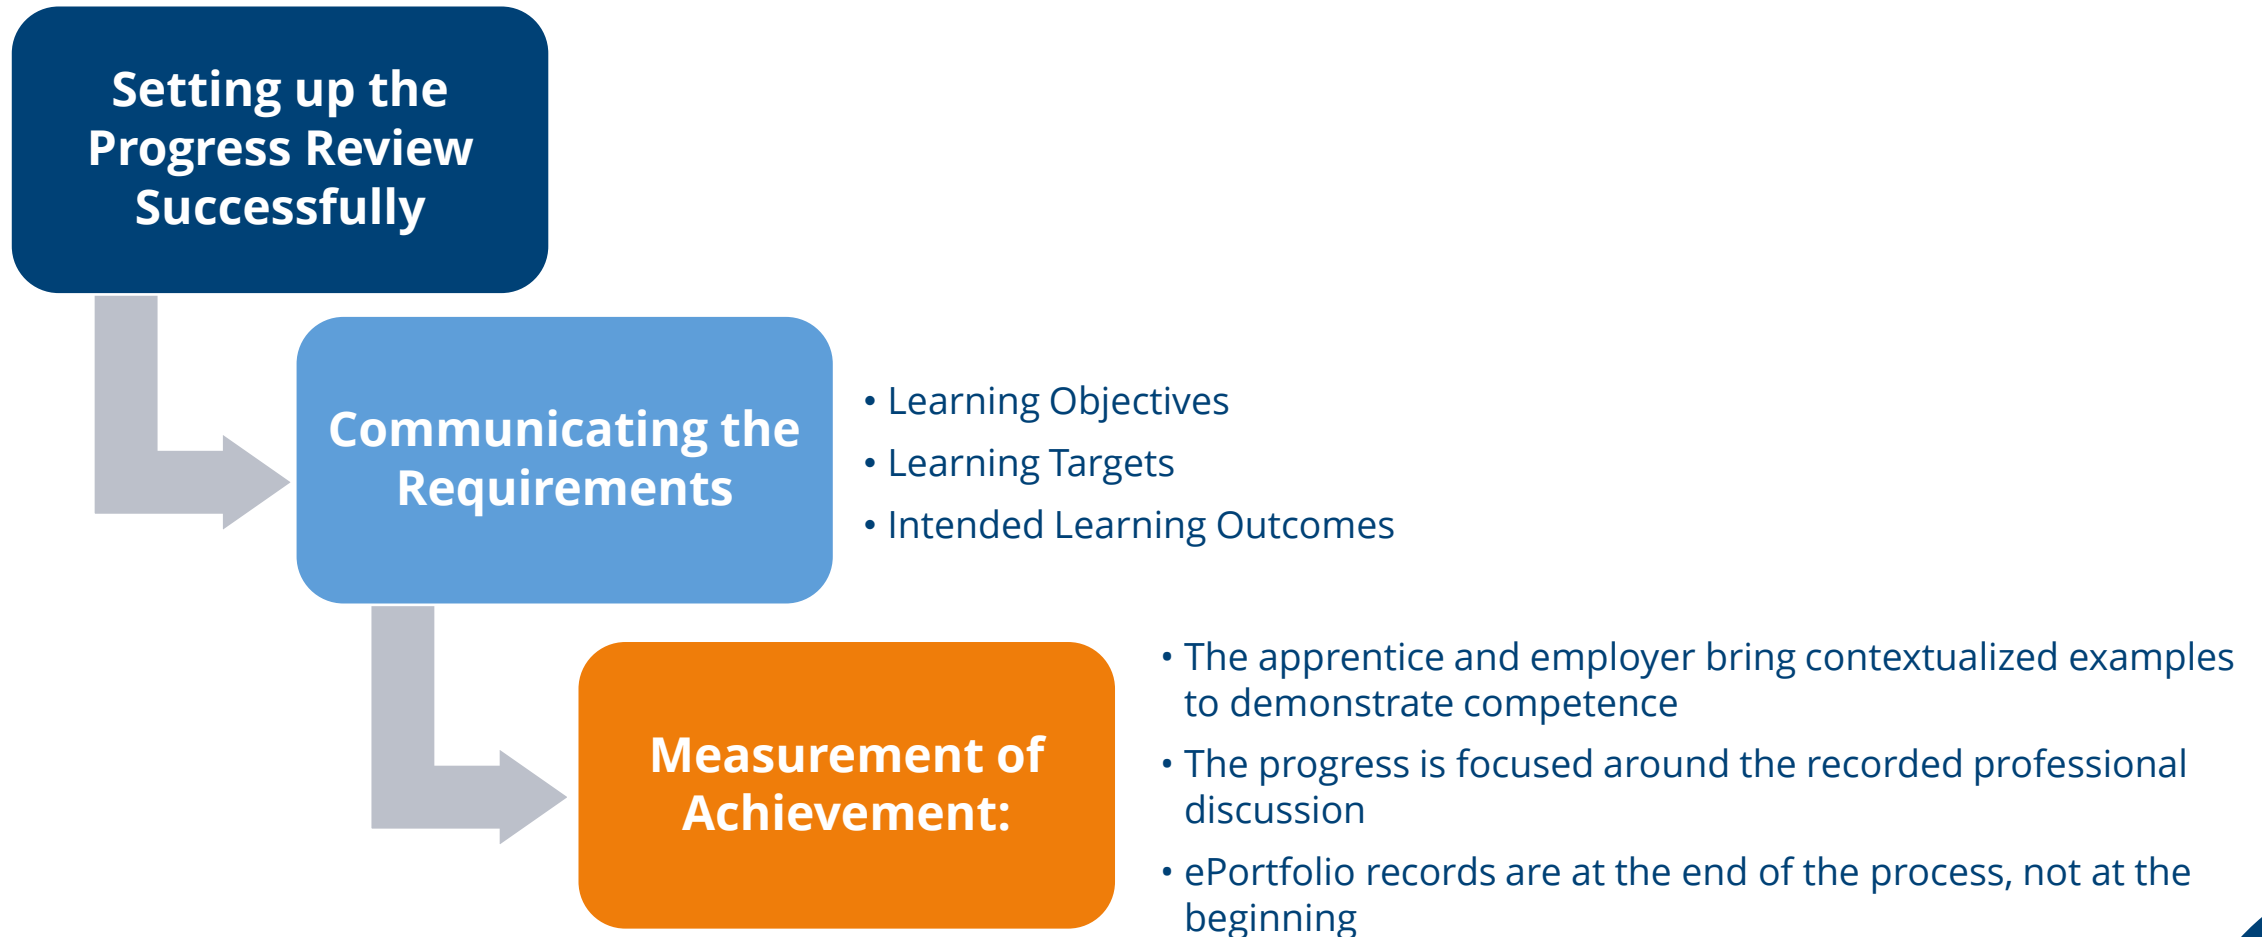 Setting up the
Progress Review
Successfully
Communicating the
Requirements
• Learning Objectives
• Learning Targets
• Intended Learning Outcomes
Measurement of
Achievement:
• The apprentice and employer bring contextualized examples
to demonstrate competence
• The progress is focused around the recorded professional
discussion
• ePortfolio records are at the end of the process, not at the
beginning